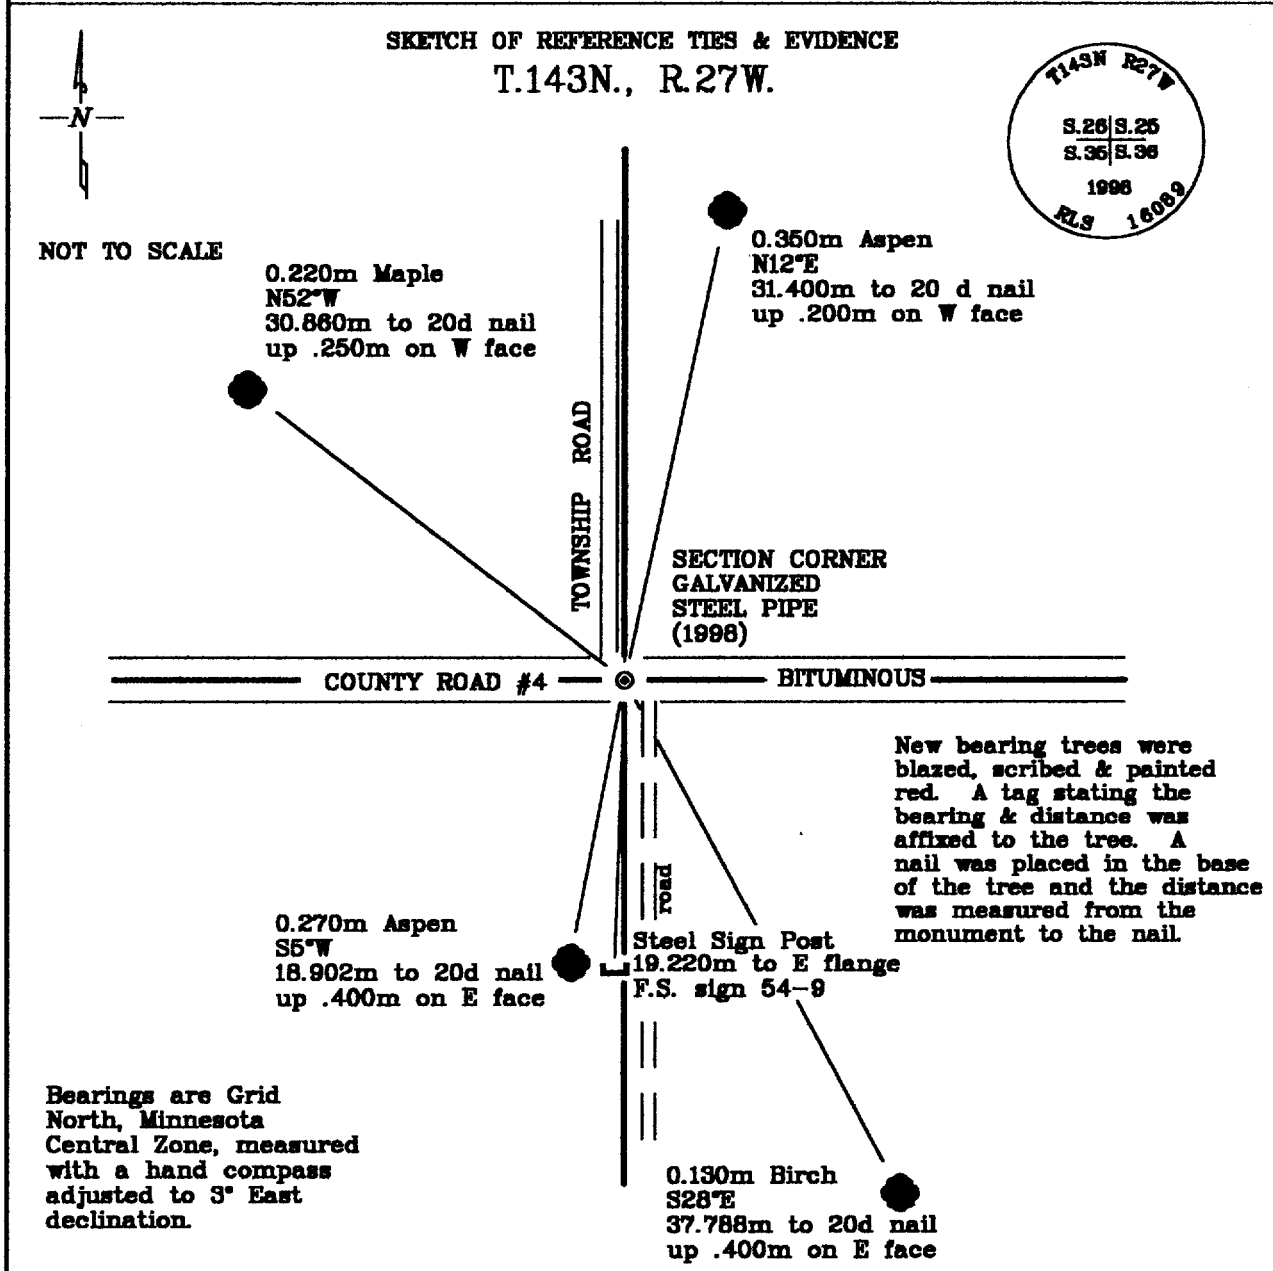 SKETCH OF REFERENCE TIES & EVIDENCE
T.143N., R.27W.
N
NOT TO SCALE
T143N R27W
S.26 S.25
S.35 S.36
1998
RLS 16089
0.350m Aspen
N12°E
31.400m to 20 d nail
up .200m on W face
0.220m Maple
N52°W
30.860m to 20d nail
up .250m on W face
TOWNSHIP ROAD
SECTION CORNER
GALVANIZED
STEEL PIPE
(1998)
COUNTY ROAD #4
BITUMINOUS
New bearing trees were
blazed, scribed & painted
red. A tag stating the
bearing & distance was
affixed to the tree. A
nail was placed in the base
of the tree and the distance
was measured from the
monument to the nail.
road
0.270m Aspen
S5°W
18.902m to 20d nail
up .400m on E face
Steel Sign Post
19.220m to E flange
F.S. sign 54-9
Bearings are Grid
North, Minnesota
Central Zone, measured
with a hand compass
adjusted to 3° East
declination.
0.130m Birch
S28°E
37.788m to 20d nail
up .400m on E face